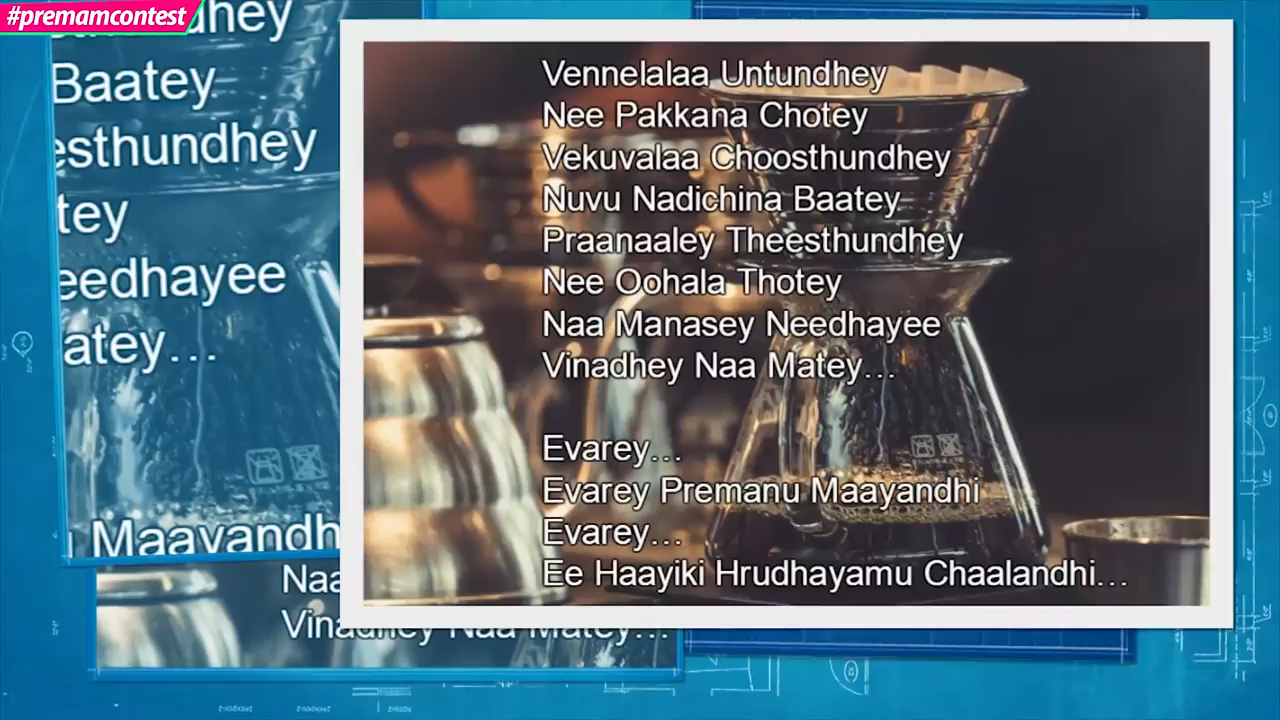 #premamcontest
Baatey
esthundhey
tey
eedhayee
atey...
Maayandh
Naa
Vinadhey Naa Matey...
Vennelalaa Untundhey
Nee Pakkana Chotey
Vekuvalaa Choosthundhey
Nuvu Nadichina Baatey
Praanaaley Theesthundhey
Nee Oohala Thotey
Naa Manasey Needhayee
Vinadhey Naa Matey...
Evarey...
Evarey Premanu Maayandhi
Evarey...
Ee Haayiki Hrudhayamu Chaalandhi...